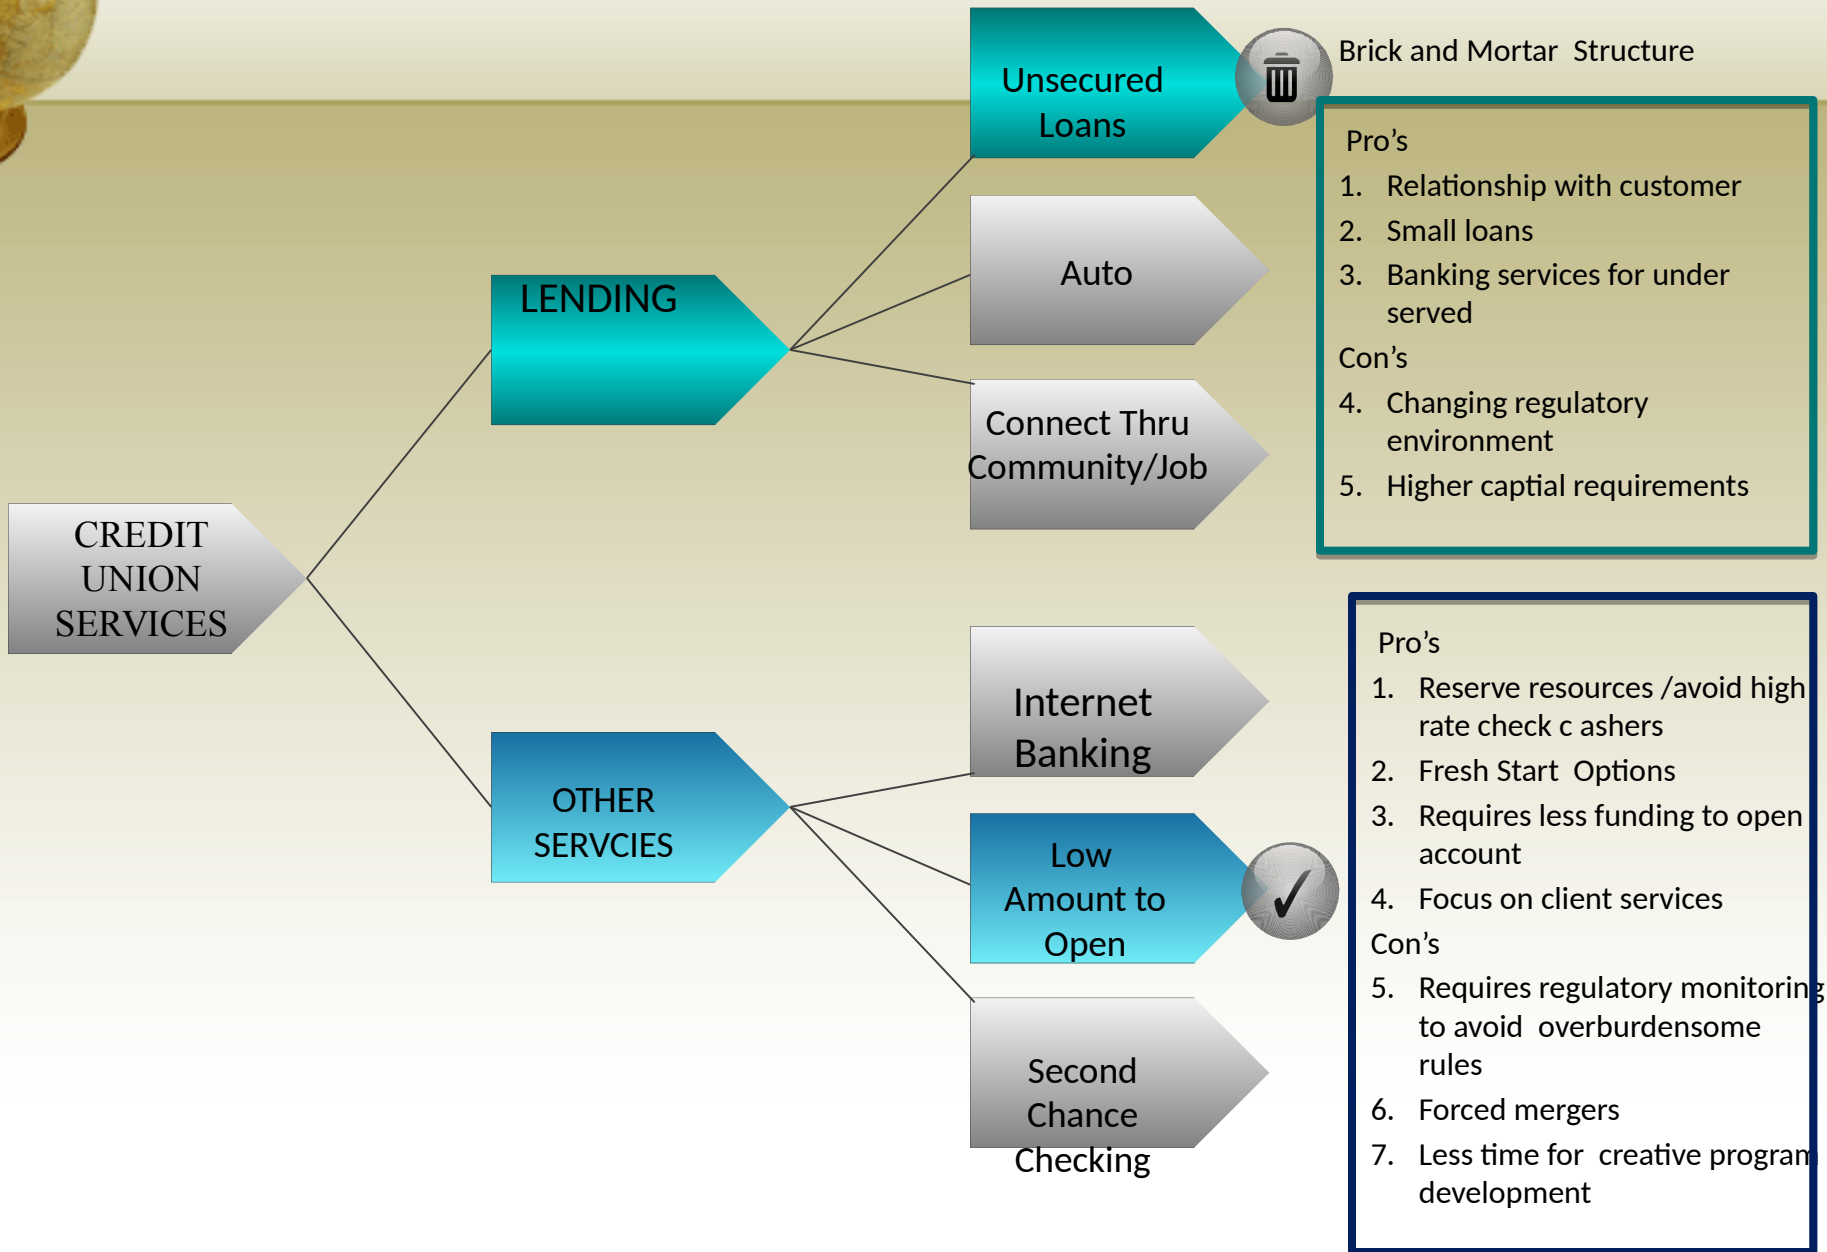 Unsecured
Loans
Brick and Mortar  Structure
Pro’s
1. Relationship with customer
2. Small loans
3. Banking services for under
served
Con’s
4. Changing regulatory
environment
5. Higher captial requirements
Auto
LENDING
Connect Thru
Community/Job
CREDIT
UNION
SERVICES
Internet
Banking
OTHER
SERVCIES
Low
Amount to
Open
Second
Chance
Checking
Pro’s
1. Reserve resources /avoid high
rate check c ashers
2. Fresh Start  Options
3. Requires less funding to open
account
4. Focus on client services
Con’s
5. Requires regulatory monitoring
to avoid  overburdensome
rules
6. Forced mergers
7. Less time for  creative program
development